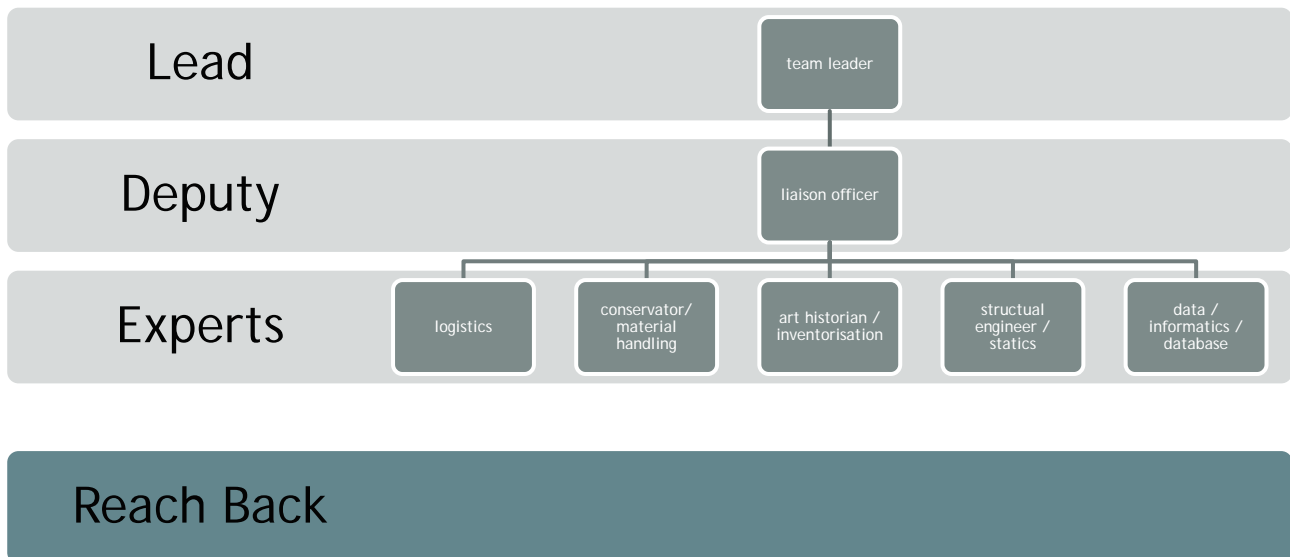 Lead
team leader
Deputy
liaison officer
Experts
logistics
conservator/
material
handling
art historian /
inventorisation
structual
engineer /
statics
data /
informatics /
database
Reach Back